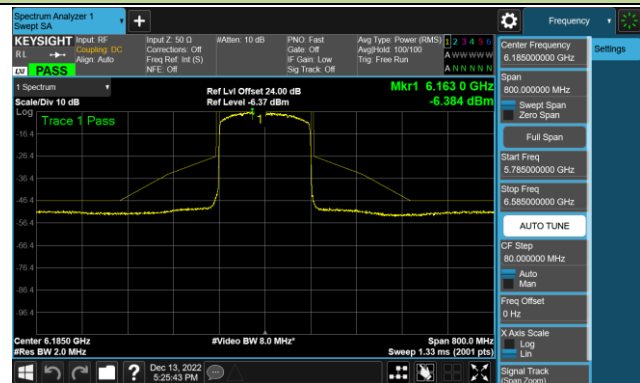 Spectrum Analyzer 1
Swept SA
Frequency
KEYSIGHT
RL
PASS
Input: RF
Coupling: DC
Align: Auto
Input Z: 50 Ω
Corrections: Off
Freq Ref: Int (S)
NFE: Off
#Atten: 10 dB
PNO: Fast
Gate: Off
IF Gain: Low
Sig Track: Off
Avg Type: Power (RMS)
Avg|Hold: 100/100
Trig: Free Run
1 2 3 4 5 6
A W W W W W
A N N N N N
1 Spectrum
Scale/Div 10 dB
Ref Lvl Offset 24.00 dB
Ref Level -6.37 dBm
Mkr1 6.163 0 GHz
-6.384 dBm
Log
Trace 1 Pass
1
-16.4
-26.4
-36.4
-46.4
-56.4
-66.4
-76.4
-86.4
-96.4
Center 6.1850 GHz
#Res BW 2.0 MHz
#Video BW 8.0 MHz*
Span 800.0 MHz
Sweep 1.33 ms (2001 pts)
Dec 13, 2022
5:25:43 PM
Center Frequency
6.185000000 GHz
Settings
Span
800.000000 MHz
Swept Span
Zero Span
Full Span
Start Freq
5.785000000 GHz
Stop Freq
6.585000000 GHz
AUTO TUNE
CF Step
80.000000 MHz
Auto
Man
Freq Offset
0 Hz
X Axis Scale
Log
Lin
Signal Track
(Span Zoom)